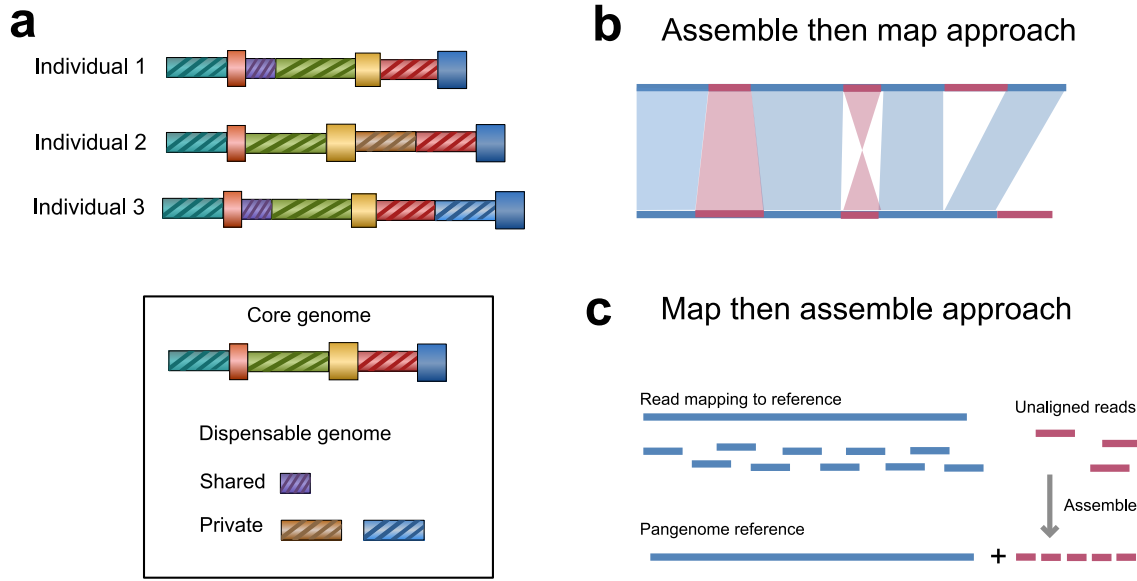 a
Individual 1
Individual 2
Individual 3
Core genome
Dispensable genome
Shared
Private
b
Assemble then map approach
c
Map then assemble approach
Read mapping to reference
Unaligned reads
Assemble
Pangenome reference
+